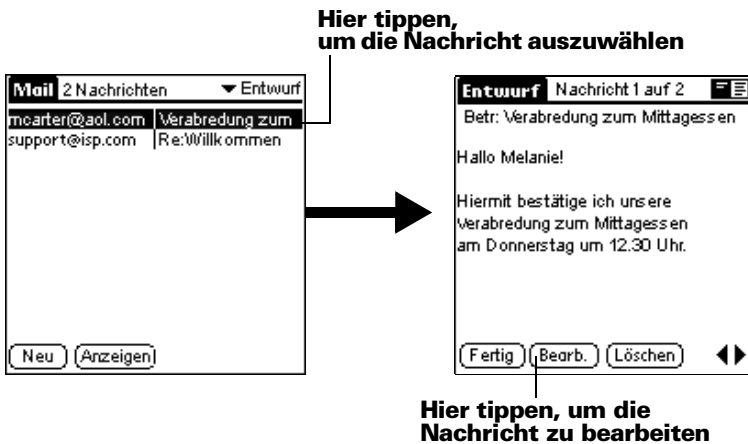 Hier tippen,
um die Nachricht auszuwählen
Mail 2 Nachrichten Entwurf
mcarter@aol.com Verabredung zum
support@isp.com Re:Willkommen
Neu Anzeigen
Entwurf Nachricht 1 auf 2
Betr: Verabredung zum Mittagessen
Hallo Melanie!
Hiermit bestätige ich unsere
Verabredung zum Mittagessen
am Donnerstag um 12.30 Uhr.
Fertig Bearb. Löschen
Hier tippen, um die
Nachricht zu bearbeiten